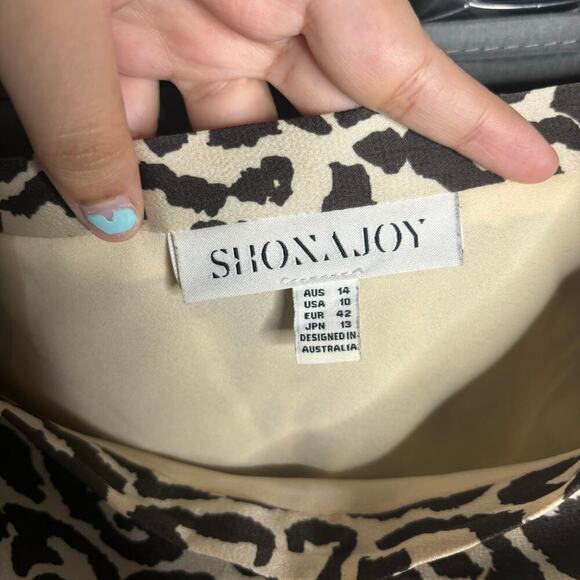 SHONA JOY
AUS 14
USA 10
EUR 42
JPN 13
DESIGNED IN
AUSTRALIA